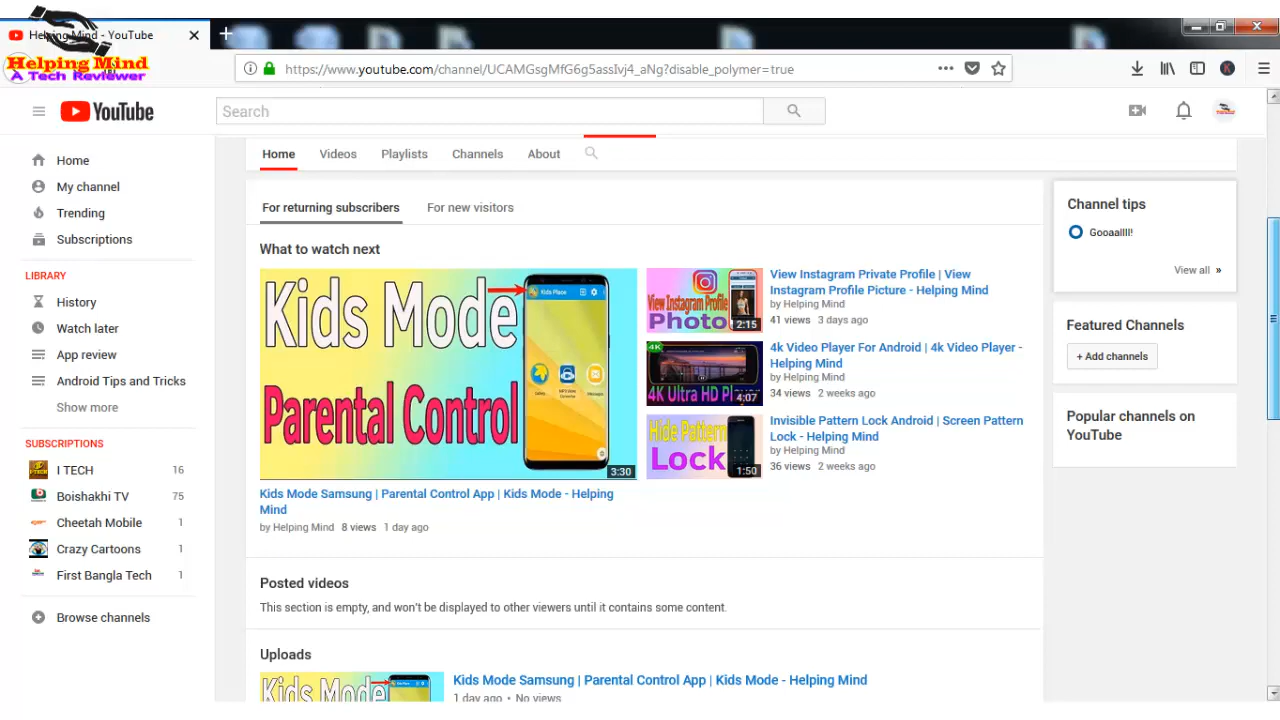 Helping Mind - YouTube
Helping Mind
A Tech Reviewer
https://www.youtube.com/channel/UCAMGsgMfG6g5assIvj4_aNg?disable_polymer=true
K
YouTube
Search
Home
My channel
Trending
Subscriptions
LIBRARY
History
Watch later
App review
Android Tips and Tricks
Show more
SUBSCRIPTIONS
I TECH 16
Boishakhi TV 75
Cheetah Mobile 1
Crazy Cartoons 1
First Bangla Tech 1
Browse channels
Home Videos Playlists Channels About
For returning subscribers For new visitors
What to watch next
Kids Mode
Parental Control
Kids Place
3:30
Kids Mode Samsung | Parental Control App | Kids Mode - Helping
Mind
by Helping Mind 8 views 1 day ago
View Instagram Profile
Photo
2:15
View Instagram Private Profile | View
Instagram Profile Picture - Helping Mind
by Helping Mind
41 views 3 days ago
4K
4K Ultra HD Player
4:07
4k Video Player For Android | 4k Video Player -
Helping Mind
by Helping Mind
34 views 2 weeks ago
Hide Pattern
Lock
1:50
Invisible Pattern Lock Android | Screen Pattern
Lock - Helping Mind
by Helping Mind
36 views 2 weeks ago
Posted videos
This section is empty, and won't be displayed to other viewers until it contains some content.
Uploads
Kids Mode
Kids Mode Samsung | Parental Control App | Kids Mode - Helping Mind
1 day ago • No views
Channel tips
Gooaallll!
View all »
Featured Channels
+ Add channels
Popular channels on
YouTube